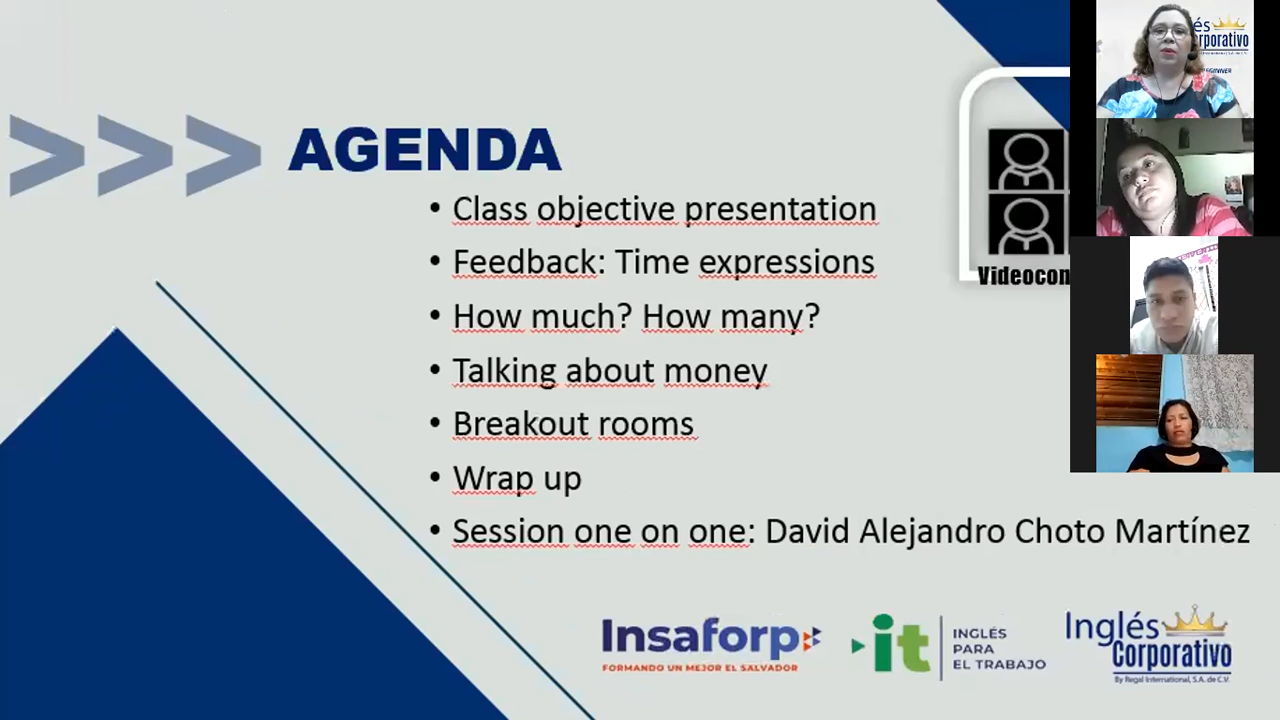 AGENDA
• Class objective presentation
• Feedback: Time expressions
• How much? How many?
• Talking about money
• Breakout rooms
• Wrap up
• Session one on one: David Alejandro Choto Martínez
Videocon
Insaforp
FORMANDO UN MEJOR EL SALVADOR
it
INGLÉS
PARA
EL TRABAJO
Inglés
Corporativo
By Regal International, S.A. de C.V.
és
rporativo